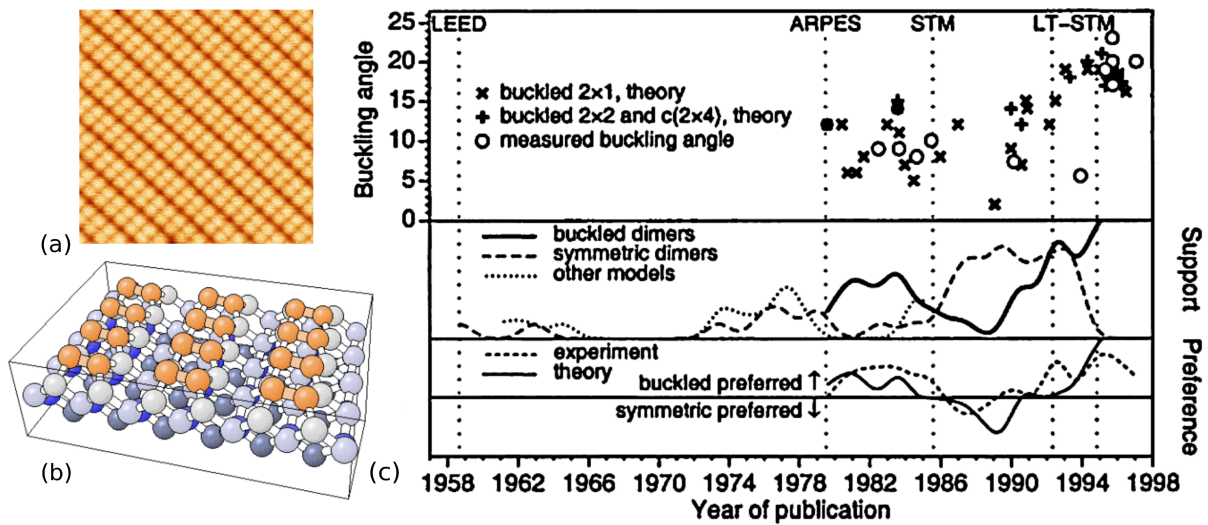 (a)
(b)
(c)
LEED
ARPES
STM
LT-STM
Buckling angle
25
20
15
10
5
0
buckled 2×1, theory
buckled 2×2 and c(2×4), theory
measured buckling angle
buckled dimers
symmetric dimers
other models
Support
experiment
theory
buckled preferred ↑
symmetric preferred ↓
Preference
1958 1962 1966 1970 1974 1978 1982 1986 1990 1994 1998
Year of publication